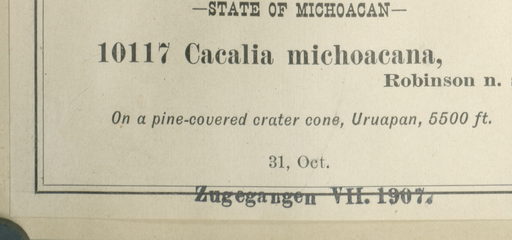 —STATE OF MICHOACAN—
10117 Cacalia michoacana,
Robinson n.
On a pine-covered crater cone, Uruapan, 5500 ft.
31, Oct.
Zugegangen VII. 1907.